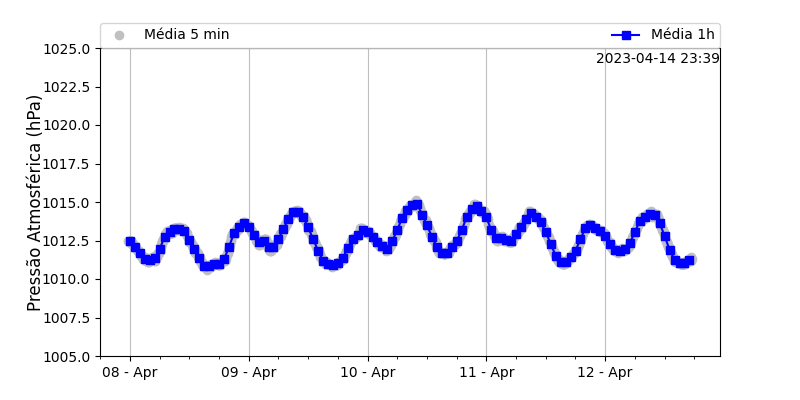 Média 5 min
Média 1h
2023-04-14 23:39
Pressão Atmosférica (hPa)
1025.0
1022.5
1020.0
1017.5
1015.0
1012.5
1010.0
1007.5
1005.0
08 - Apr
09 - Apr
10 - Apr
11 - Apr
12 - Apr